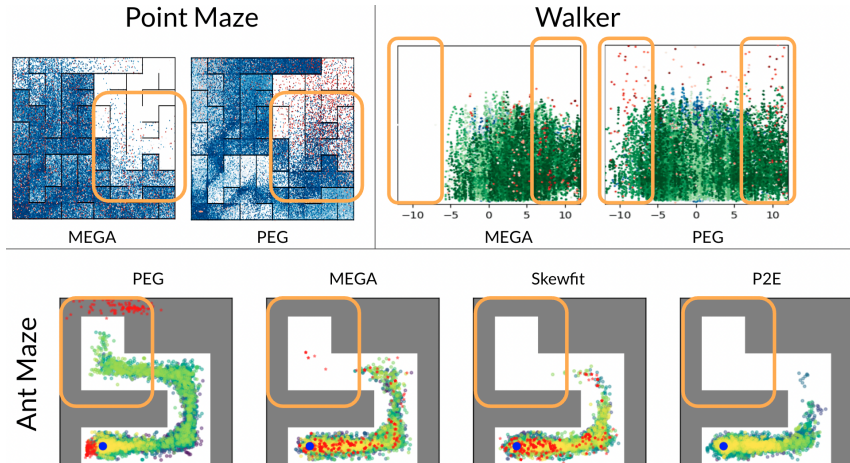 Point Maze
Walker
−10 −5 0 5 10
−10 −5 0 5 10
MEGA
PEG
MEGA
PEG
PEG
MEGA
Skewfit
P2E
Ant Maze